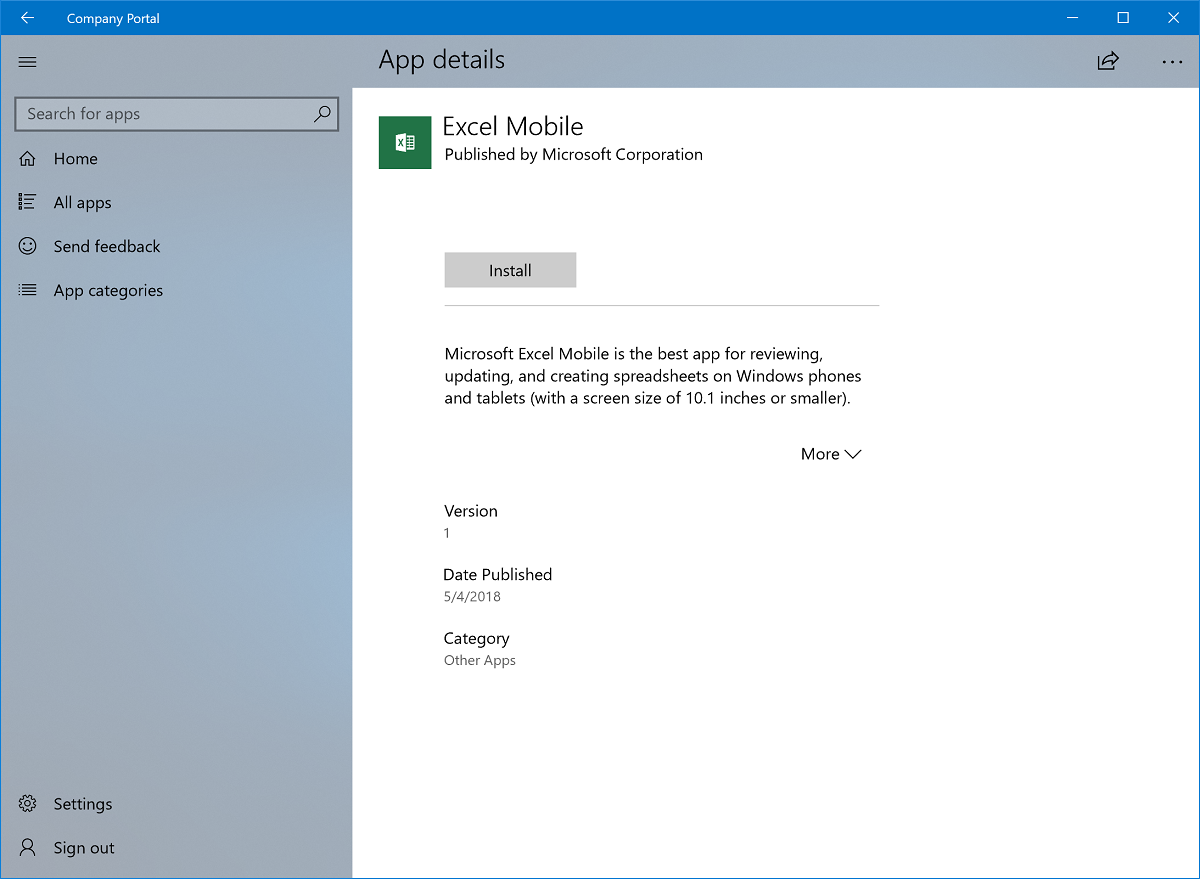 Company Portal
App details
Search for apps
Home
All apps
Send feedback
App categories
Settings
Sign out
Excel Mobile
Published by Microsoft Corporation
Install
Microsoft Excel Mobile is the best app for reviewing,
updating, and creating spreadsheets on Windows phones
and tablets (with a screen size of 10.1 inches or smaller).
More
Version
1
Date Published
5/4/2018
Category
Other Apps